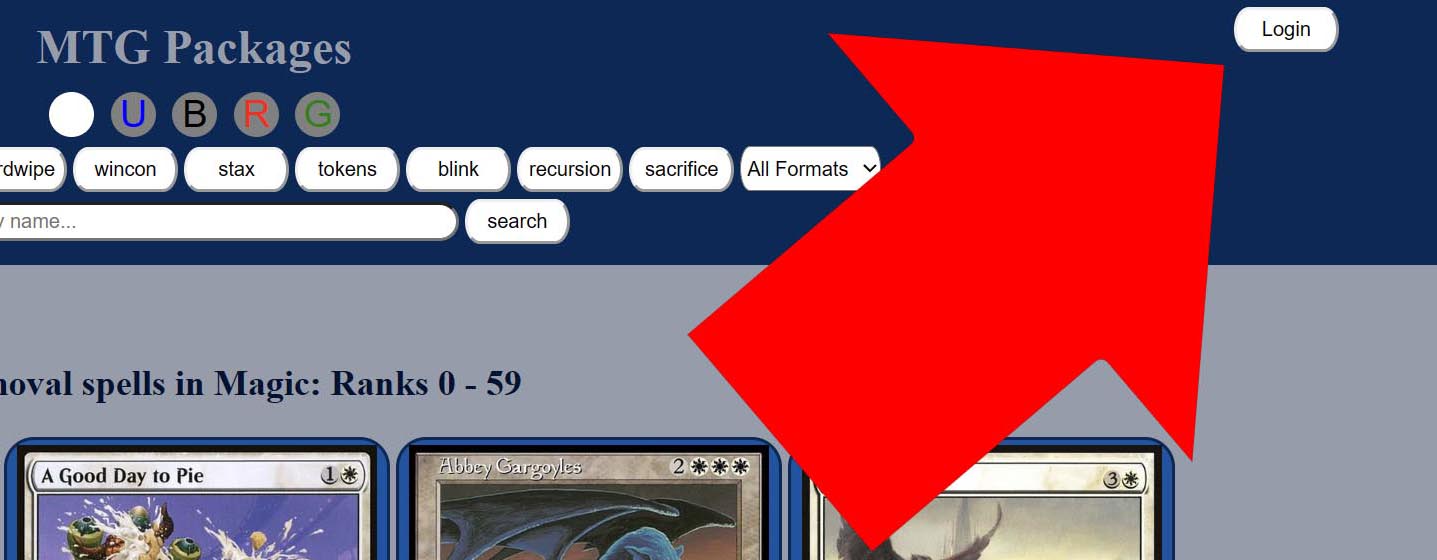 Login
MTG Packages
U B R G
rdwipe wincon stax tokens blink recursion sacrifice All Formats
name... search
oval spells in Magic: Ranks 0 - 59
A Good Day to Pie 1 Abbey Gargoyles 2 3